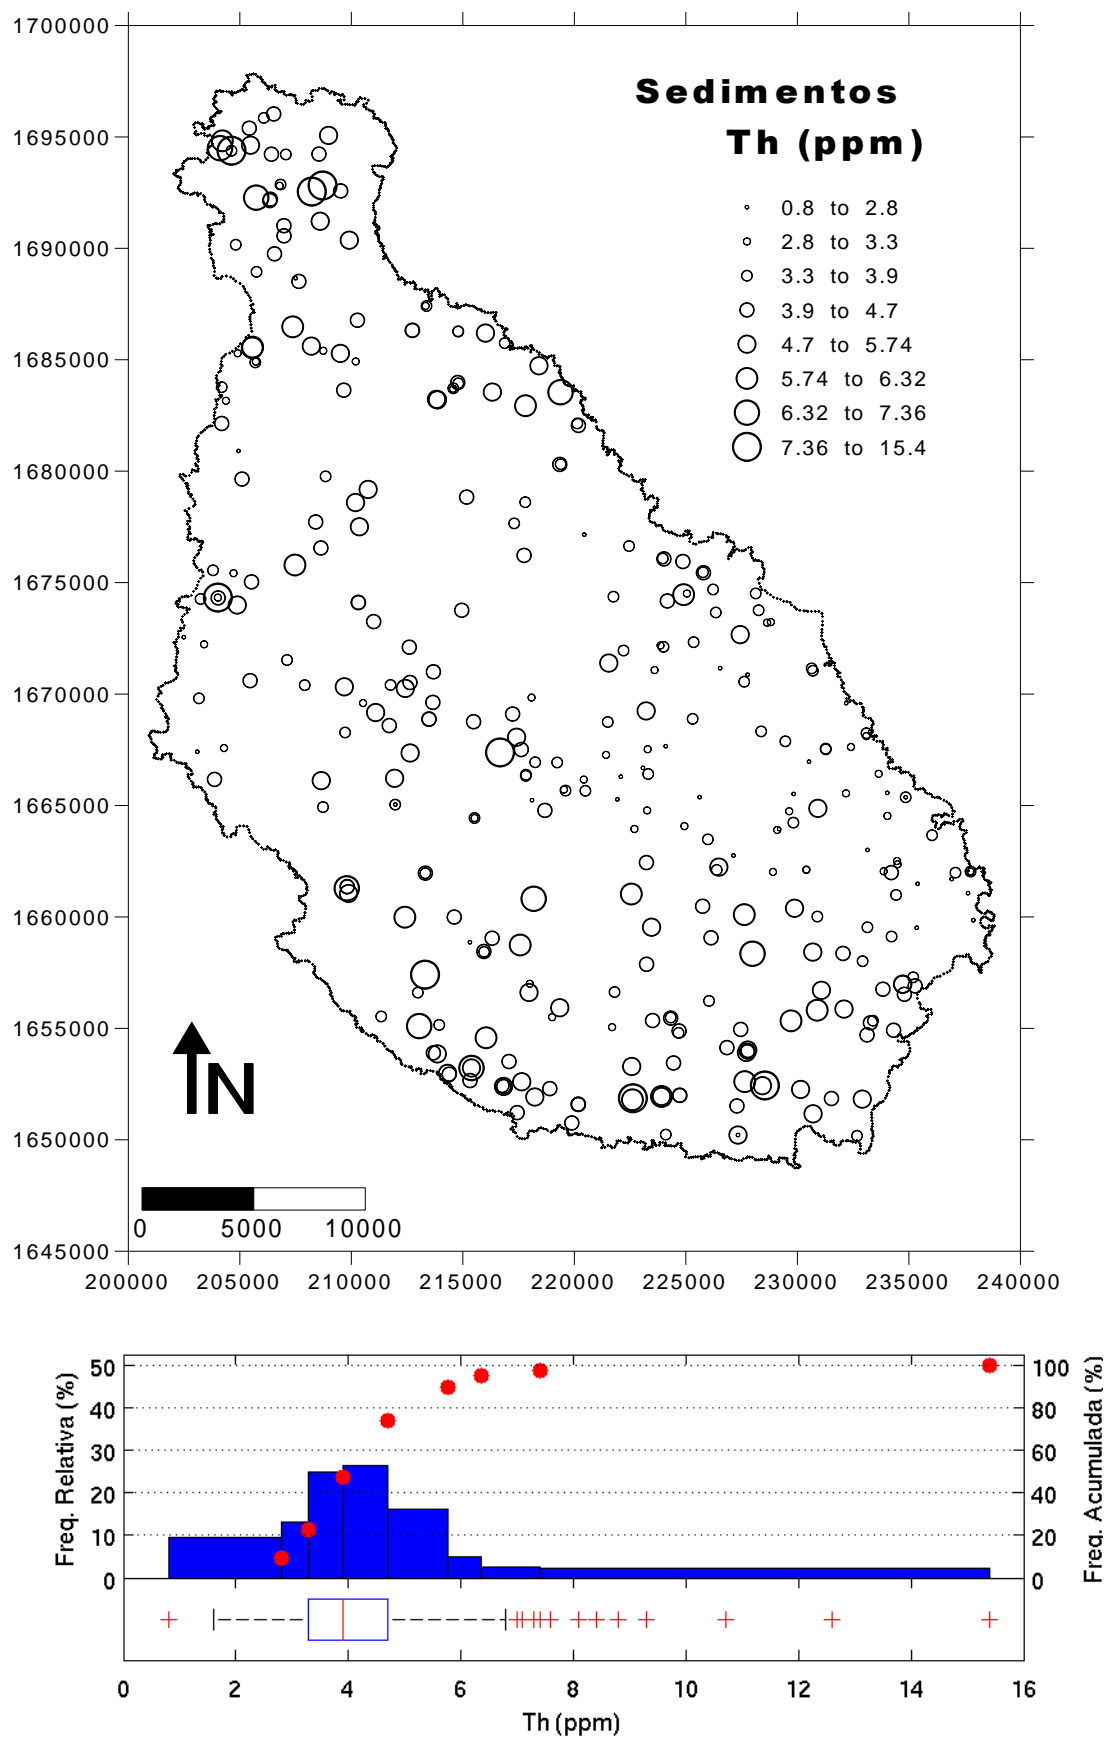 Sedimentos
Th (ppm)
0.8 to 2.8
2.8 to 3.3
3.3 to 3.9
3.9 to 4.7
4.7 to 5.74
5.74 to 6.32
6.32 to 7.36
7.36 to 15.4
1700000
1695000
1690000
1685000
1680000
1675000
1670000
1665000
1660000
1655000
1650000
1645000
N
0 5000 10000
200000 205000 210000 215000 220000 225000 230000 235000 240000
Freq. Relativa (%)
50
40
30
20
10
0
100
80
60
40
20
0
Freq. Acumulada (%)
0 2 4 6 8 10 12 14 16
Th (ppm)